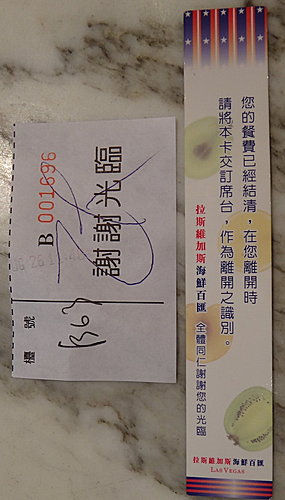 B 001696
謝謝光臨
檯號
B63
您的餐費已經結清，在您離開時
請將本卡交訂席台，作為離開之識別。
拉斯維加斯海鮮百匯 全體同仁謝謝您的光臨
拉斯維加斯海鮮百匯
LAS VEGAS